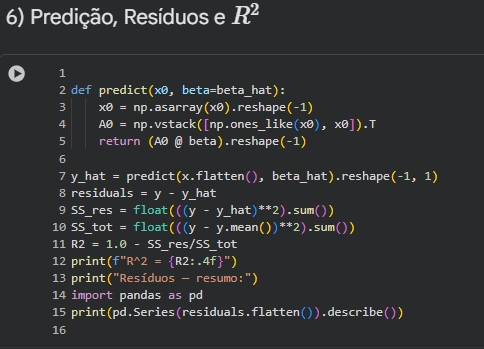 6) Predição, Resíduos e R²
1
2 def predict(x0, beta=beta_hat):
3     x0 = np.asarray(x0).reshape(-1)
4     A0 = np.vstack([np.ones_like(x0), x0]).T
5     return (A0 @ beta).reshape(-1)
6
7 y_hat = predict(x.flatten(), beta_hat).reshape(-1, 1)
8 residuals = y - y_hat
9 SS_res = float(((y - y_hat)**2).sum())
10 SS_tot = float(((y - y.mean())**2).sum())
11 R2 = 1.0 - SS_res/SS_tot
12 print(f"R^2 = {R2:.4f}")
13 print("Resíduos — resumo:")
14 import pandas as pd
15 print(pd.Series(residuals.flatten()).describe())
16